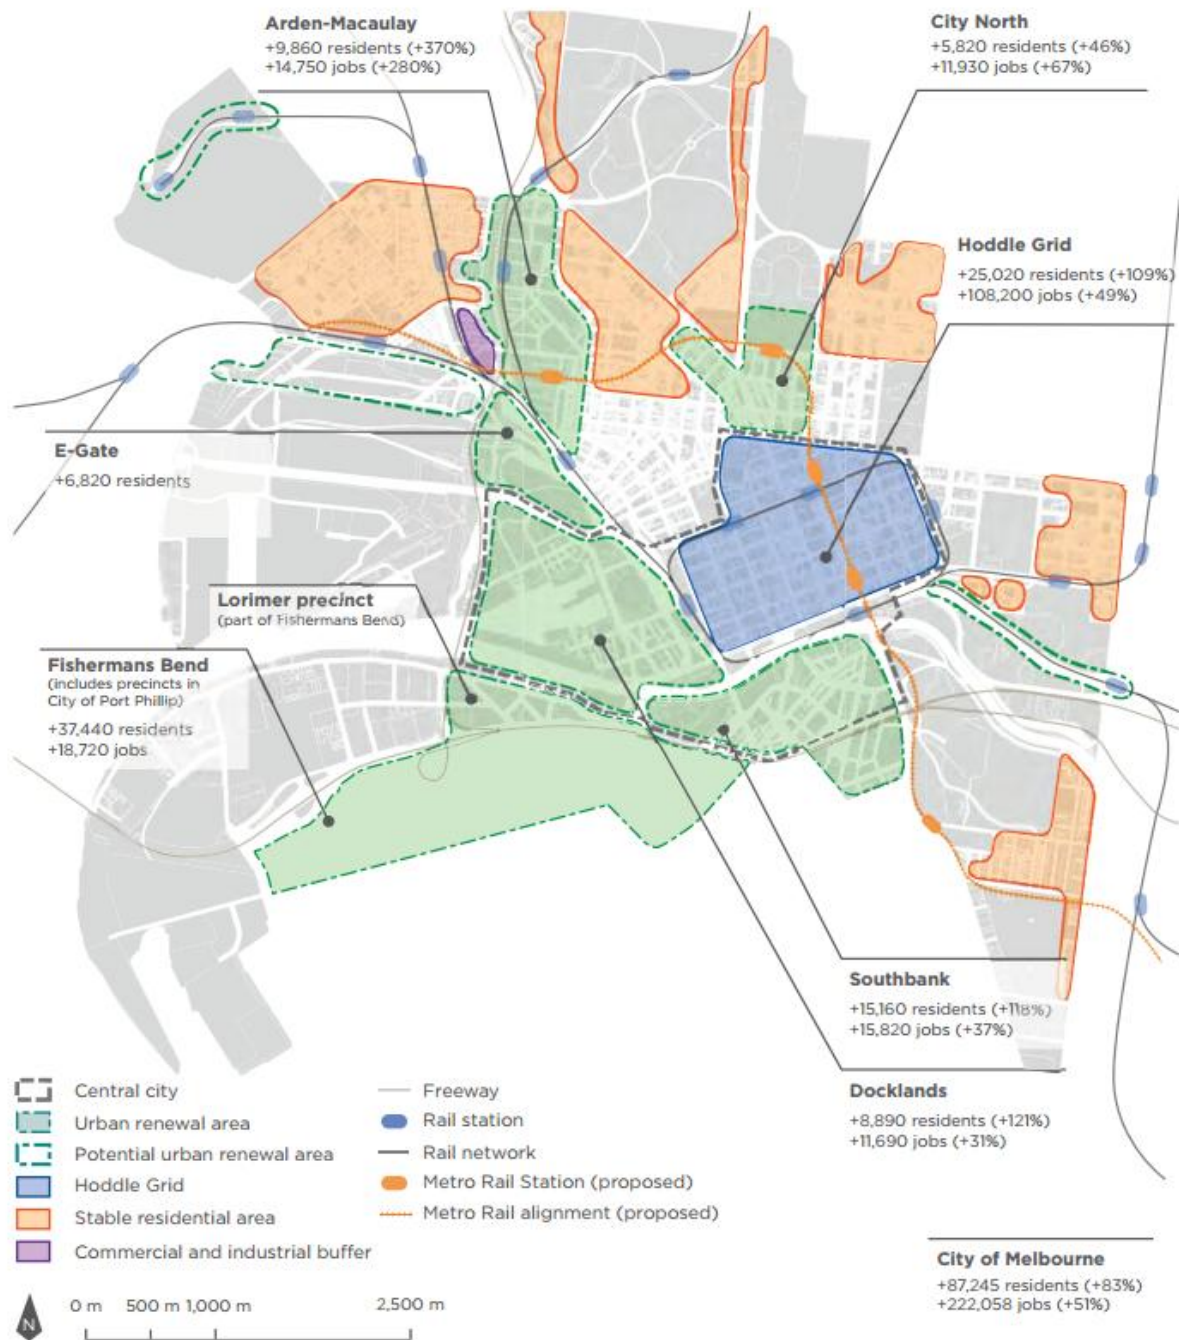 Arden-Macaulay
+9,860 residents (+370%)
+14,750 jobs (+280%)
City North
+5,820 residents (+46%)
+11,930 jobs (+67%)
Hoddle Grid
+25,020 residents (+109%)
+108,200 jobs (+49%)
E-Gate
+6,820 residents
Lorimer precinct
(part of Fishermans Bend)
Fishermans Bend
(includes precincts in
City of Port Phillip)
+37,440 residents
+18,720 jobs
Southbank
+15,160 residents (+118%)
+15,820 jobs (+37%)
Docklands
+8,890 residents (+121%)
+11,690 jobs (+31%)
Central city
Urban renewal area
Potential urban renewal area
Hoddle Grid
Stable residential area
Commercial and industrial buffer
Freeway
Rail station
Rail network
Metro Rail Station (proposed)
Metro Rail alignment (proposed)
City of Melbourne
+87,245 residents (+83%)
+222,058 jobs (+51%)
N
0 m 500 m 1,000 m 2,500 m